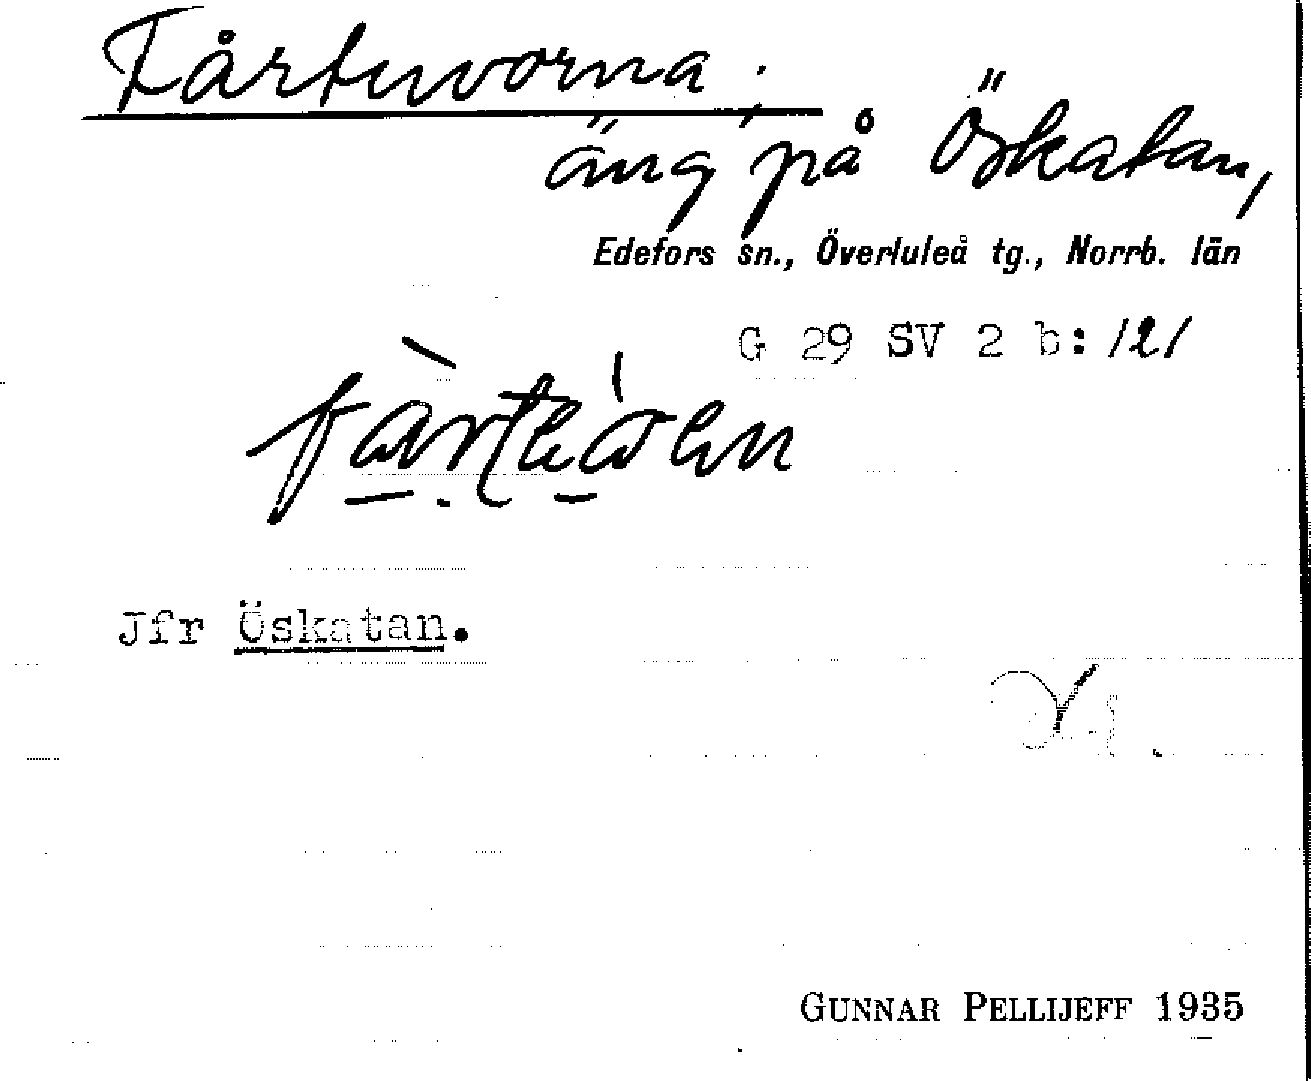 Fårtuvorna,
äng på Öskatan,
Edefors sn., Överluleå tg., Norrb. län
G 29 SV 2 b: 121
Jfr Öskatan.
GUNNAR PELLIJEFF 1935